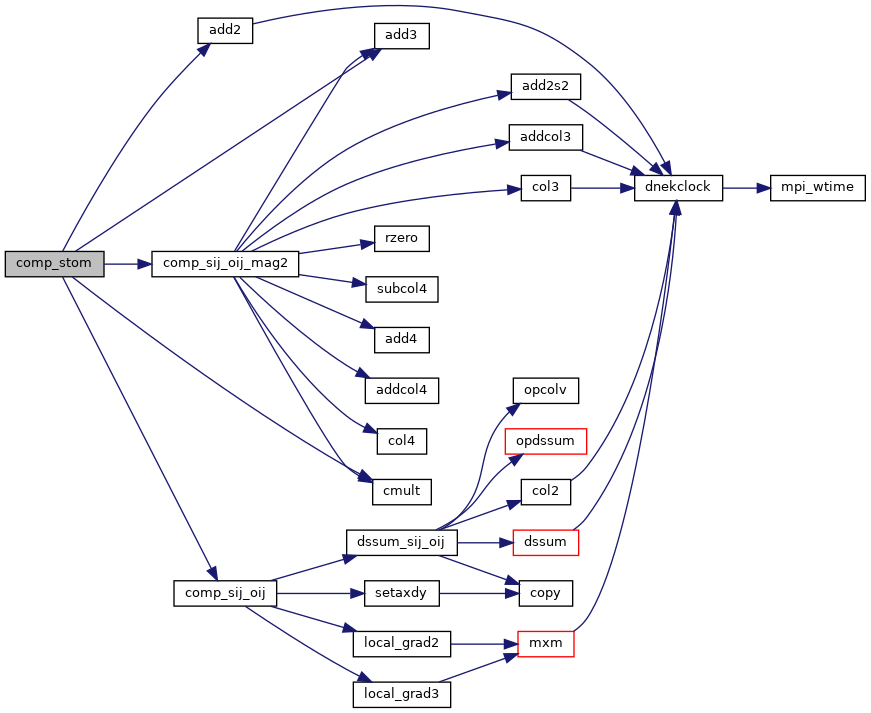 add2
add3
add2s2
addcol3
col3
dnekclock
mpi_wtime
comp_stom
comp_sij_oij_mag2
rzero
subcol4
add4
addcol4
col4
cmult
opcolv
opdssum
col2
dssum_sij_oij
dssum
comp_sij_oij
setaxdy
copy
local_grad2
mxm
local_grad3